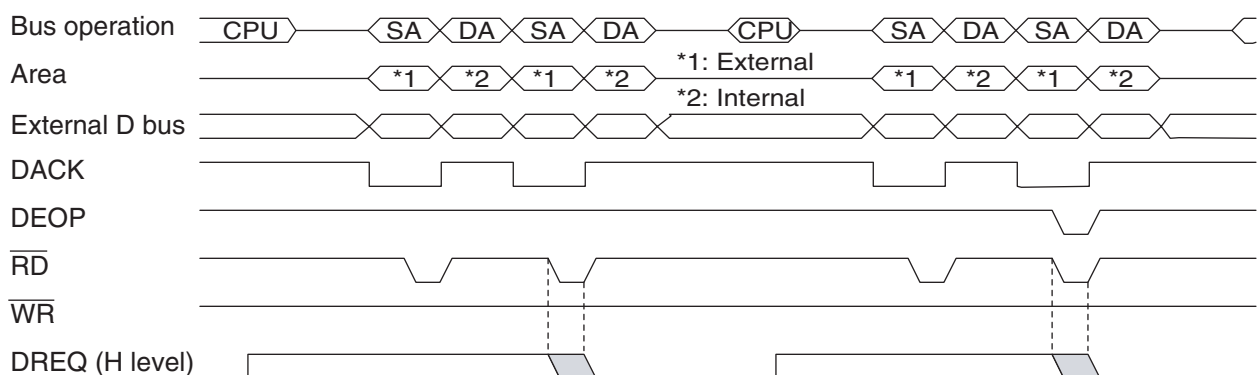 Bus operation CPU SA DA SA DA CPU SA DA SA DA
Area *1 *2 *1 *2 *1: External *1 *2 *1 *2
*2: Internal
External D bus
DACK
DEOP
RD
WR
DREQ (H level)